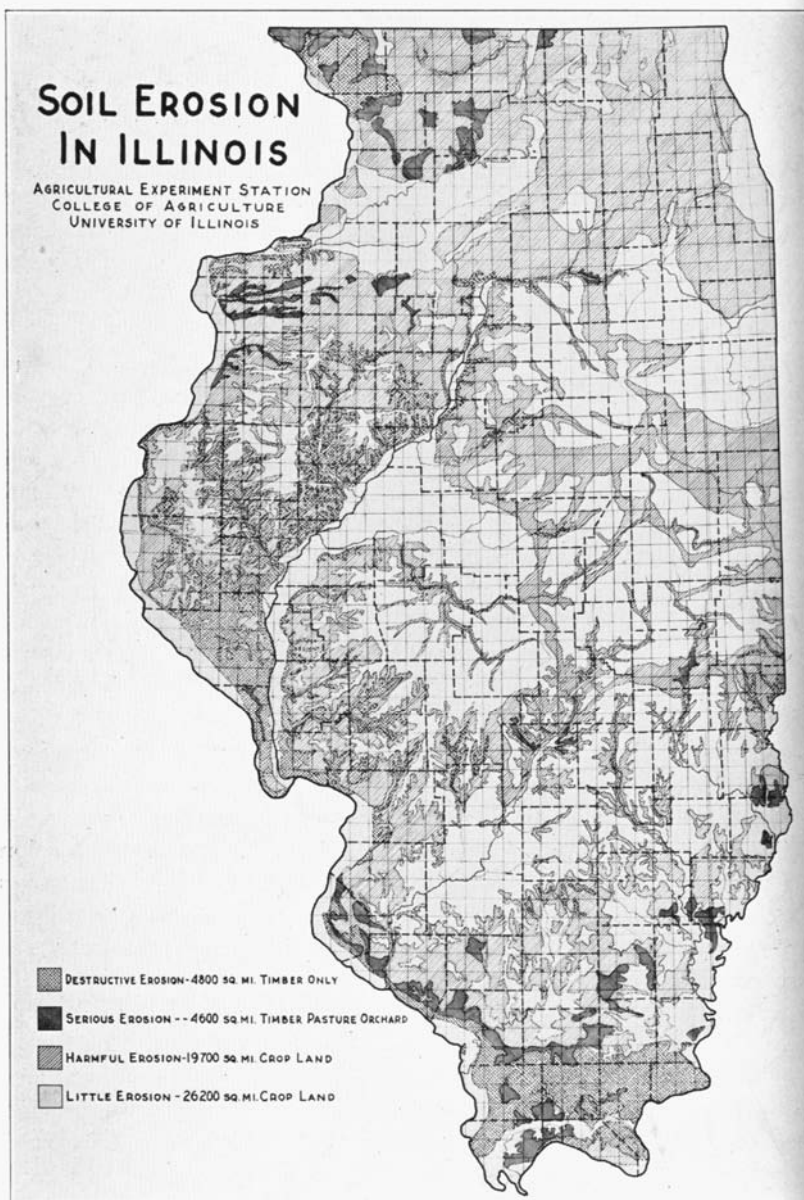 SOIL EROSION
IN ILLINOIS
AGRICULTURAL EXPERIMENT STATION
COLLEGE OF AGRICULTURE
UNIVERSITY OF ILLINOIS
DESTRUCTIVE EROSION-4800 SQ. MI. TIMBER ONLY
SERIOUS EROSION --4600 SQ. MI. TIMBER PASTURE ORCHARD
HARMFUL EROSION-19700 SQ. MI. CROP LAND
LITTLE EROSION - 26200 SQ. MI. CROP LAND